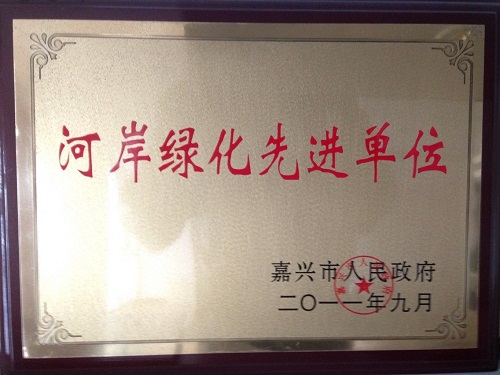 河岸绿化先进单位
嘉兴市人民政府
二〇一一年九月